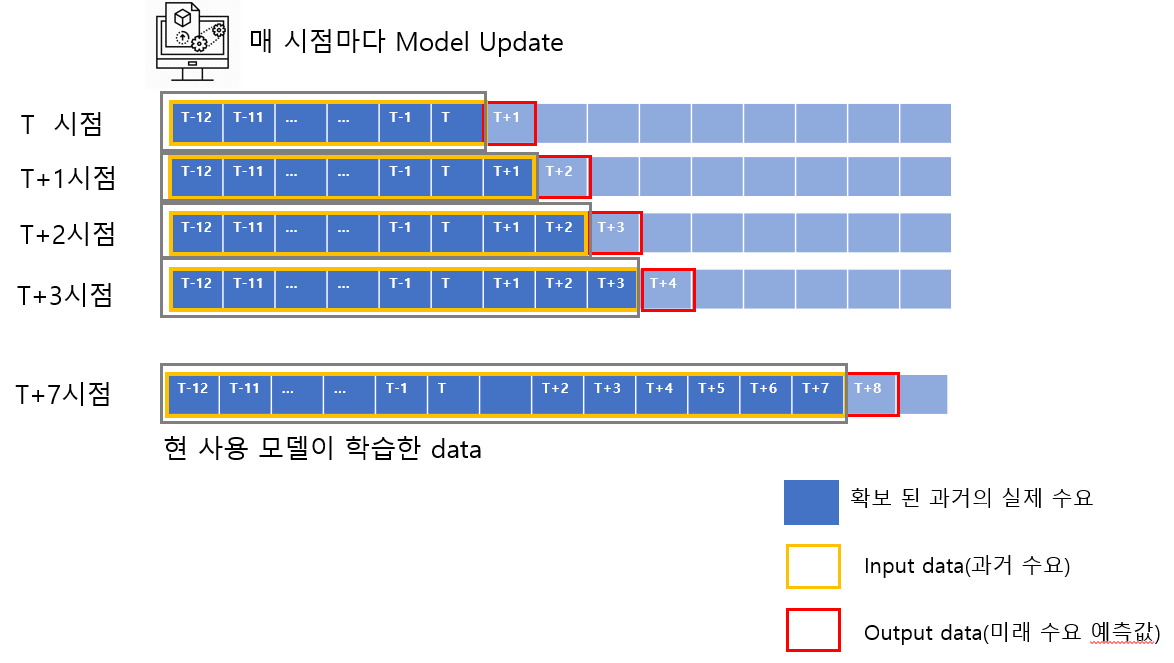 매 시점마다 Model Update
T 시점
T-12 T-11 ... ... T-1 T T+1
T+1시점
T-12 T-11 ... ... T-1 T T+1 T+2
T+2시점
T-12 T-11 ... ... T-1 T T+1 T+2 T+3
T+3시점
T-12 T-11 ... ... T-1 T T+1 T+2 T+3 T+4
T+7시점
T-12 T-11 ... ... T-1 T T+2 T+3 T+4 T+5 T+6 T+7 T+8
현 사용 모델이 학습한 data
확보 된 과거의 실제 수요
Input data(과거 수요)
Output data(미래 수요 예측값)